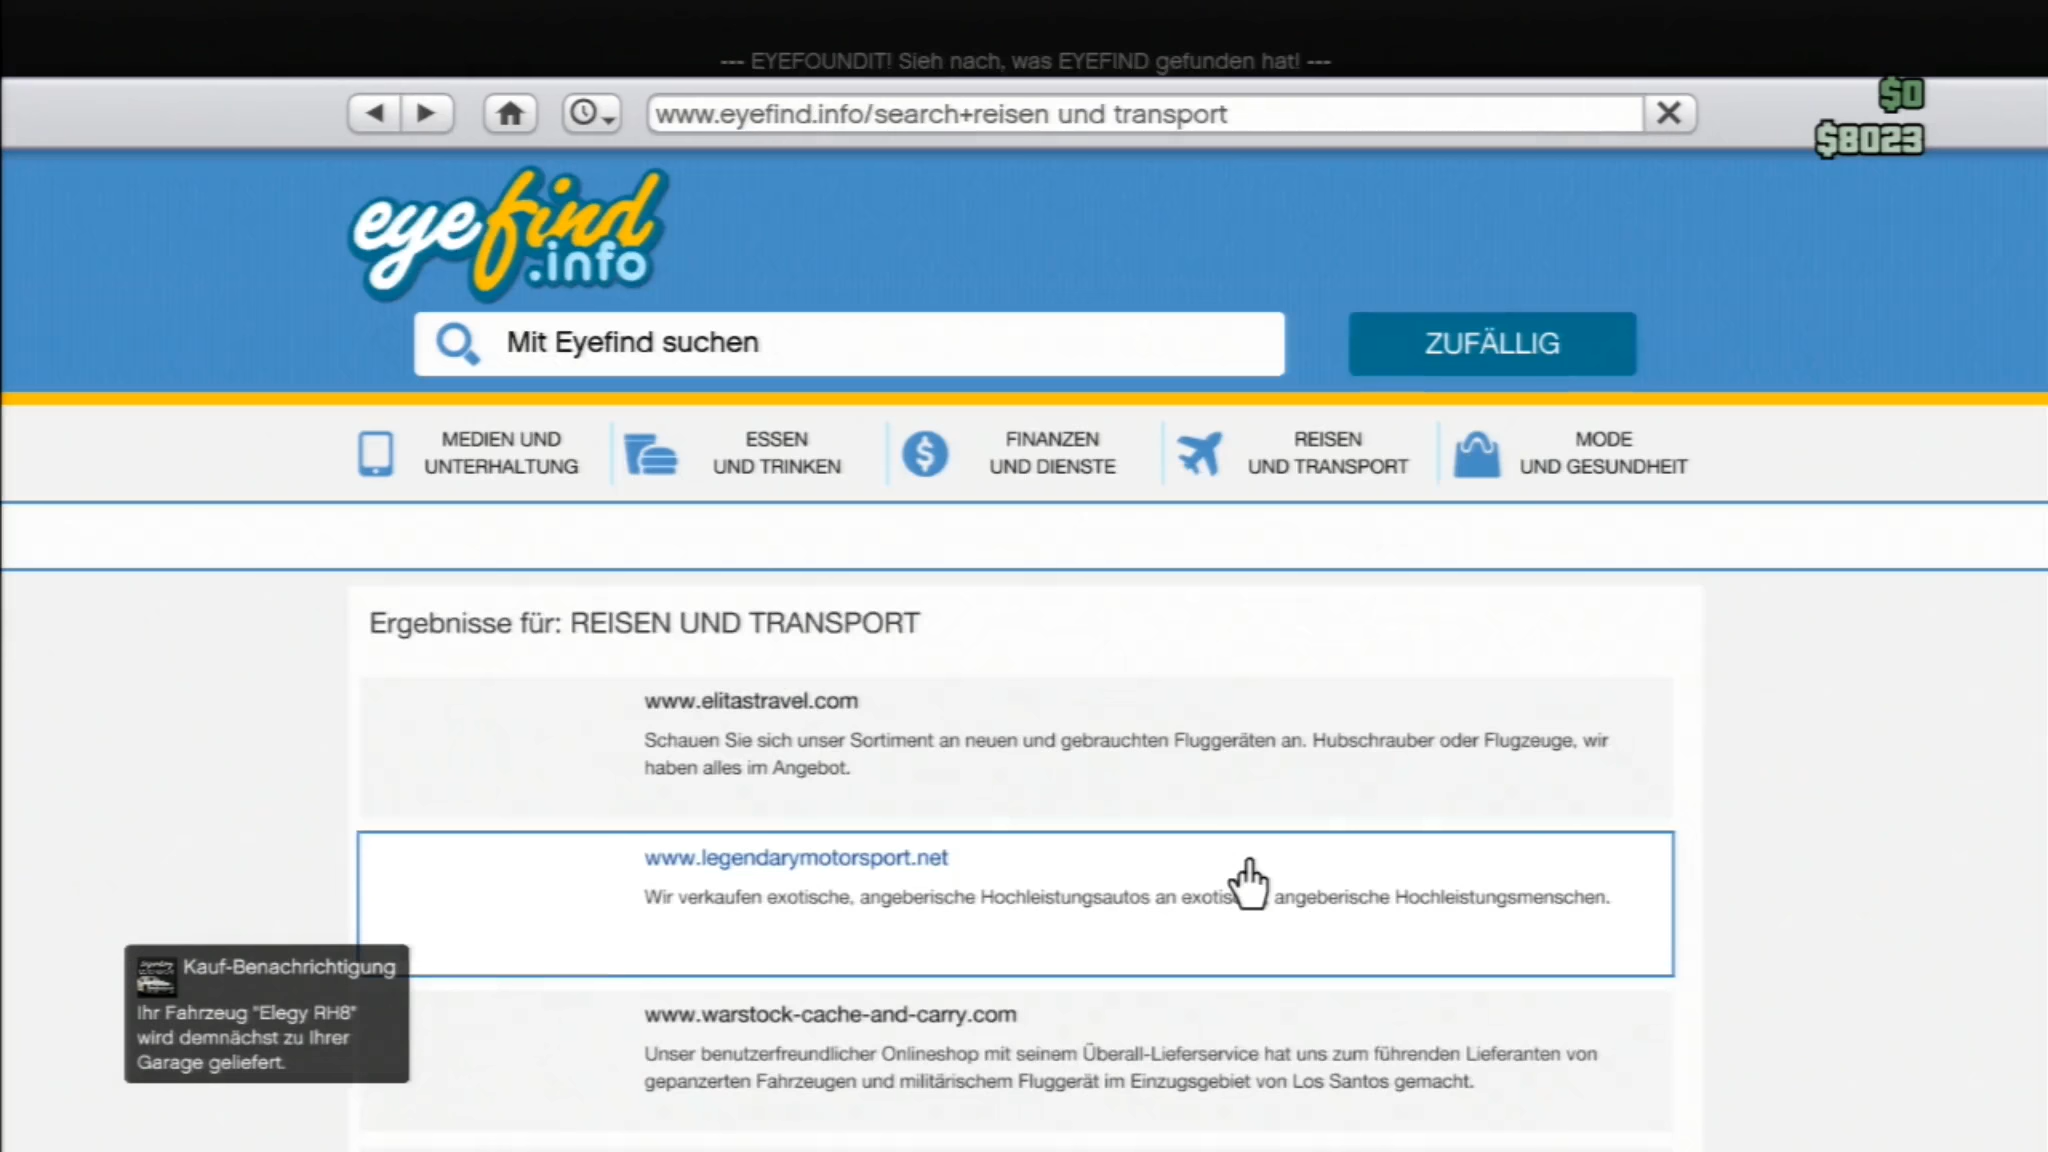 --- EYEFOUNDIT! Sieh nach, was EYEFIND gefunden hat! ---
www.eyefind.info/search+reisen und transport
$0
$8023
eyefind
.info
Mit Eyefind suchen
ZUFÄLLIG
MEDIEN UND
UNTERHALTUNG
ESSEN
UND TRINKEN
FINANZEN
UND DIENSTE
REISEN
UND TRANSPORT
MODE
UND GESUNDHEIT
Ergebnisse für: REISEN UND TRANSPORT
www.elitastravel.com
Schauen Sie sich unser Sortiment an neuen und gebrauchten Fluggeräten an. Hubschrauber oder Flugzeuge, wir
haben alles im Angebot.
www.legendarymotorsport.net
Wir verkaufen exotische, angeberische Hochleistungsautos an angeberische Hochleistungsmenschen.
www.warstock-cache-and-carry.com
Unser benutzerfreundlicher Onlineshop mit seinem Überall-Lieferservice hat uns zum führenden Lieferanten von
gepanzerten Fahrzeugen und militärischem Fluggerät im Einzugsgebiet von Los Santos gemacht.
Kauf-Benachrichtigung
Ihr Fahrzeug "Elegy RH8"
wird demnächst zu Ihrer
Garage geliefert.